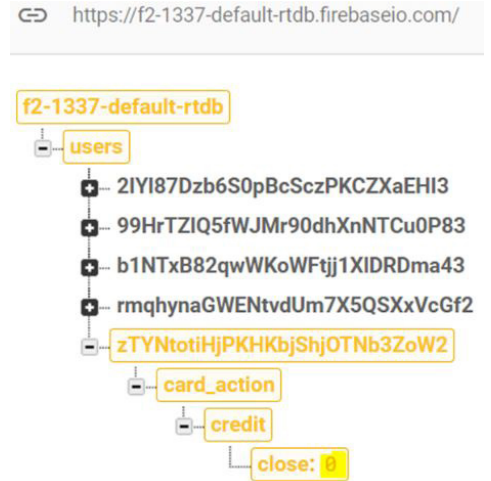 https://f2-1337-default-rtdb.firebaseio.com/
f2-1337-default-rtdb
users
2IYI87Dzb6S0pBcSczPKCZXaEHI3
99HrTZIQ5fWJMr90dhXnNTCu0P83
b1NTxB82qwWKoWFtjj1XIDRDma43
rmqhynaGWENtvdUm7X5QSXxVcGf2
zTYNtotiHjPKHKbjShjOTNb3ZoW2
card_action
credit
close: 0